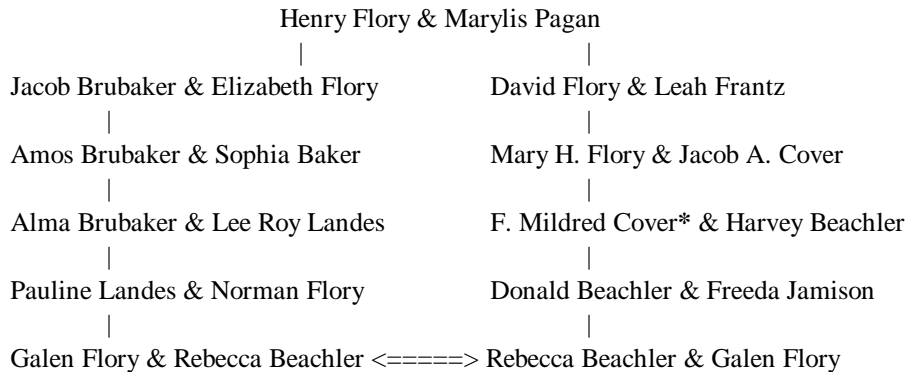 Henry Flory & Marylis Pagan
| |
Jacob Brubaker & Elizabeth Flory David Flory & Leah Frantz
| |
Amos Brubaker & Sophia Baker Mary H. Flory & Jacob A. Cover
| |
Alma Brubaker & Lee Roy Landes F. Mildred Cover* & Harvey Beachler
| |
Pauline Landes & Norman Flory Donald Beachler & Freeda Jamison
| |
Galen Flory & Rebecca Beachler <=====> Rebecca Beachler & Galen Flory